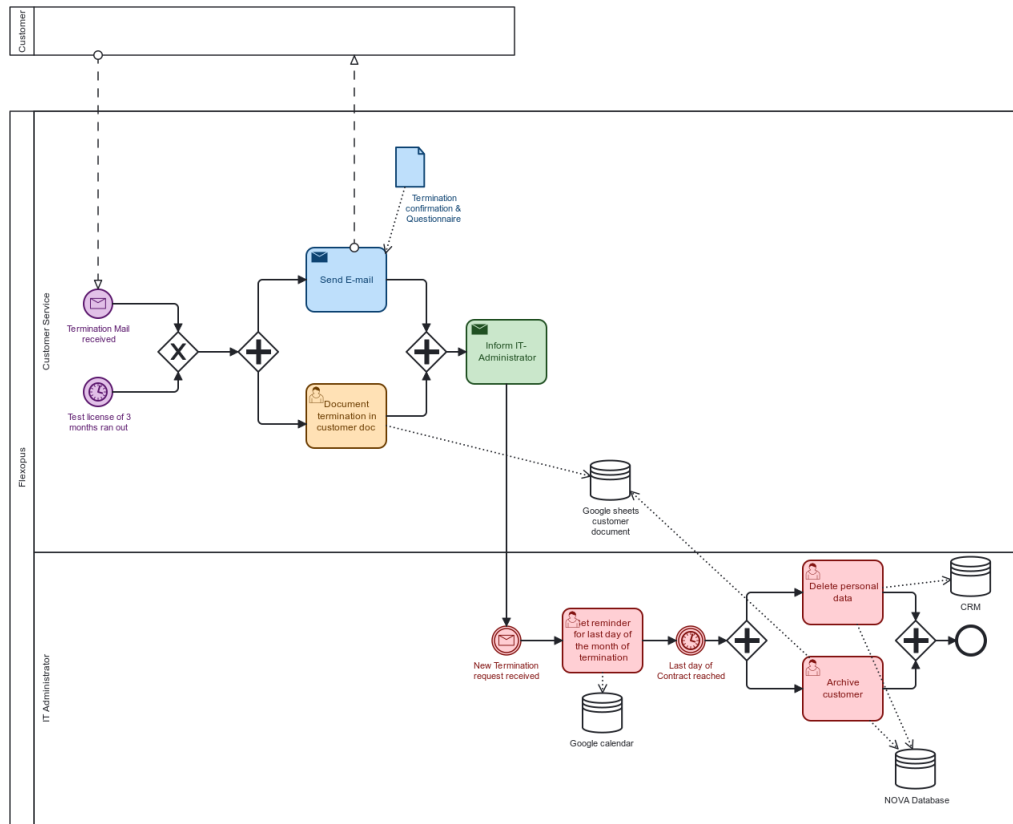 Customer
Flexopus
Customer Service
IT Administrator
Termination
confirmation &
Questionnaire
Send E-mail
Termination Mail
received
X
Inform IT-
Administrator
Test license of 3
months ran out
Document
termination in
customer doc
Google sheets
customer
document
Delete personal
data
CRM
New Termination
request received
et reminder
for last day of
the month of
termination
Last day of
Contract reached
Archive
customer
Google calendar
NOVA Database